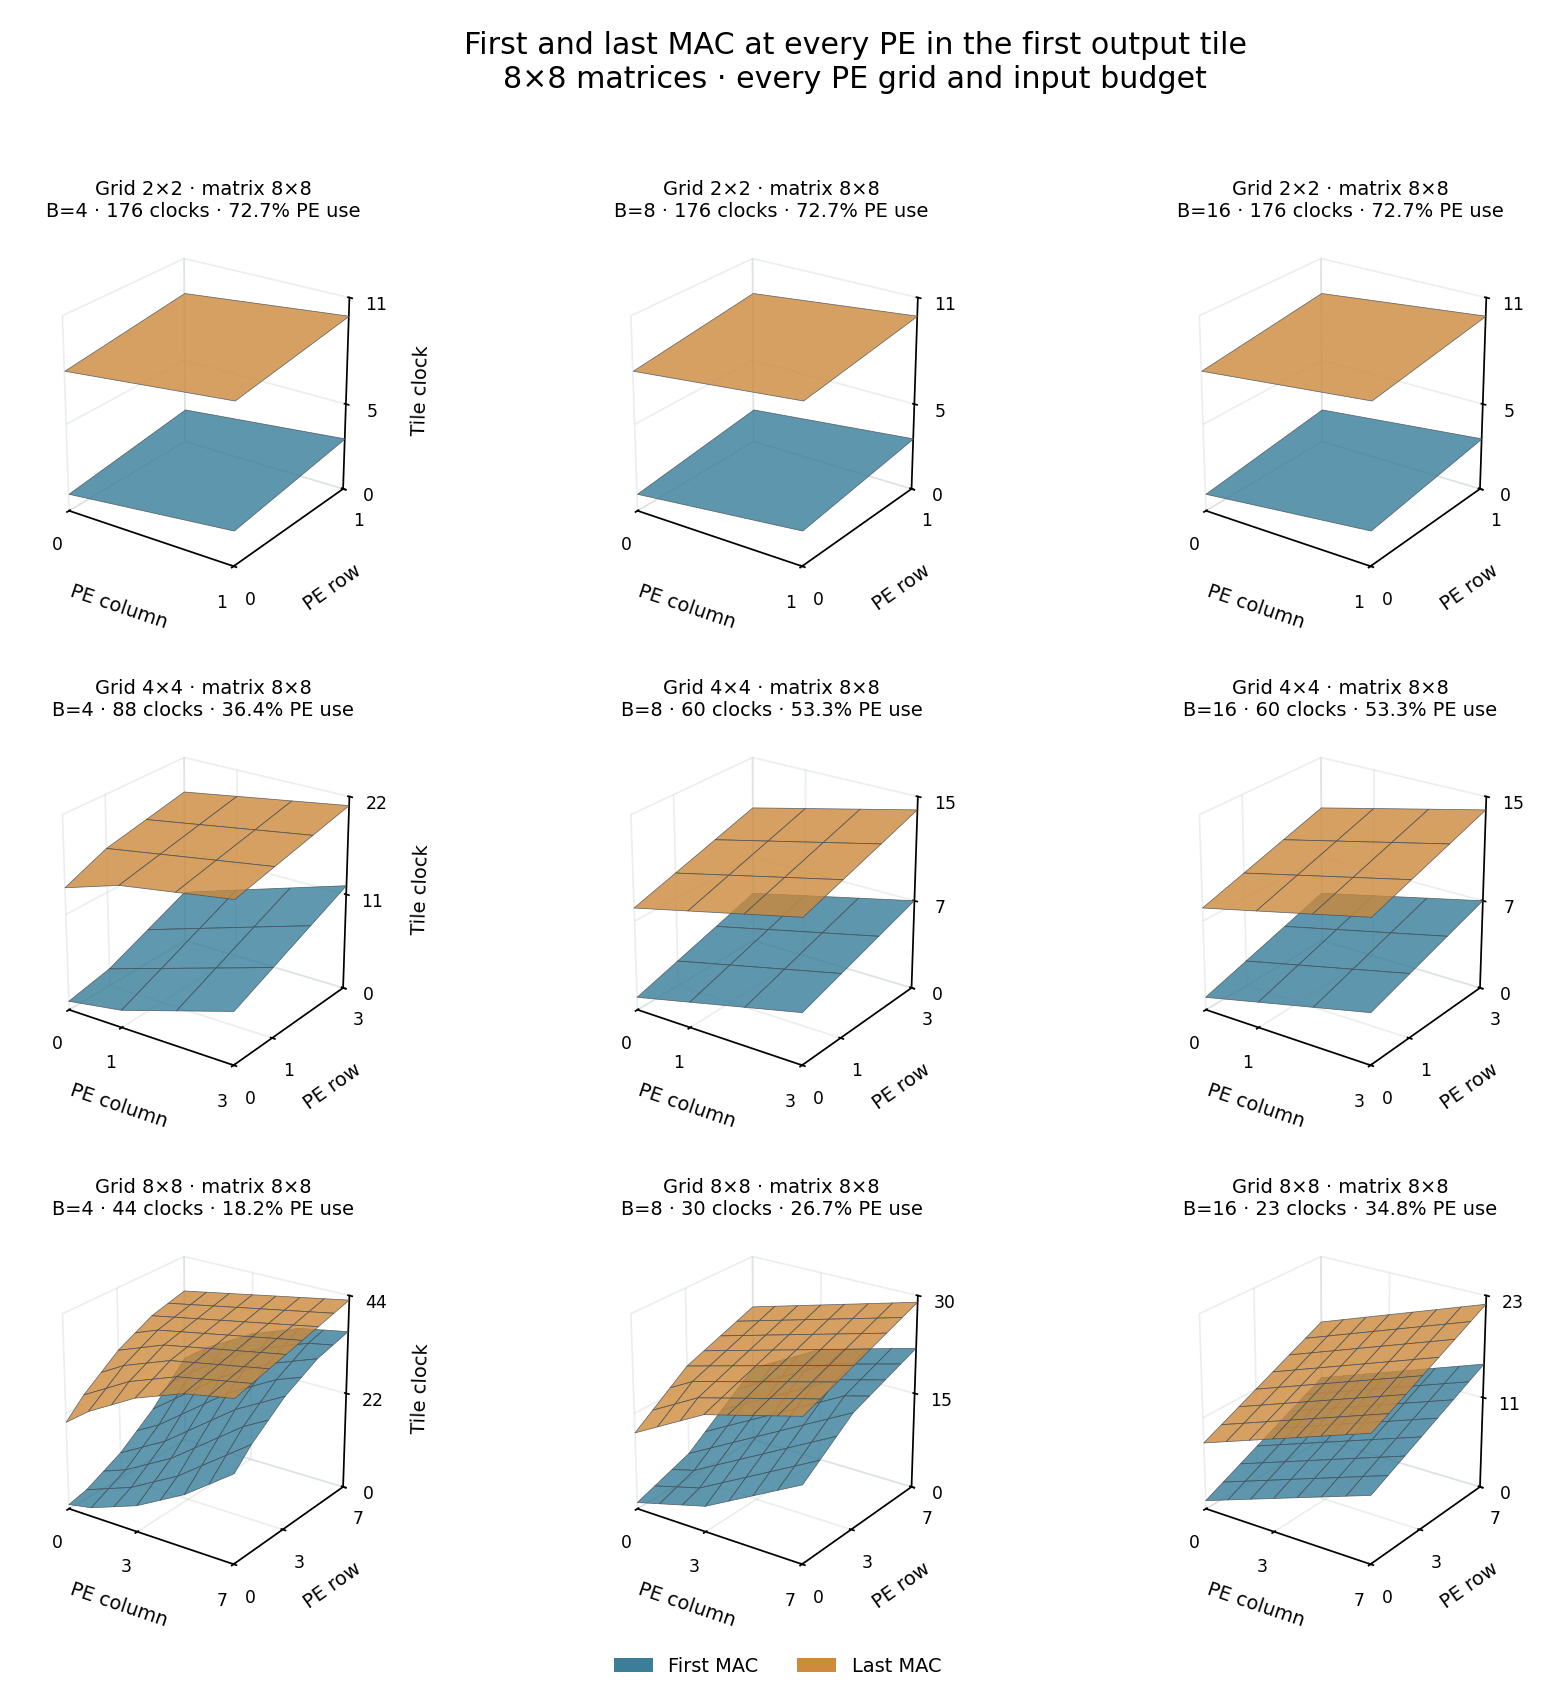 First and last MAC at every PE in the first output tile
8×8 matrices · every PE grid and input budget
Grid 2×2 · matrix 8×8
B=4 · 176 clocks · 72.7% PE use
11
5
0
Tile clock
0
1
PE column
0
1
PE row
Grid 2×2 · matrix 8×8
B=8 · 176 clocks · 72.7% PE use
11
5
0
0
1
PE column
0
1
PE row
Grid 2×2 · matrix 8×8
B=16 · 176 clocks · 72.7% PE use
11
5
0
0
1
PE column
0
1
PE row
Grid 4×4 · matrix 8×8
B=4 · 88 clocks · 36.4% PE use
22
11
0
Tile clock
0
1
3
PE column
0
1
3
PE row
Grid 4×4 · matrix 8×8
B=8 · 60 clocks · 53.3% PE use
15
7
0
0
1
3
PE column
0
1
3
PE row
Grid 4×4 · matrix 8×8
B=16 · 60 clocks · 53.3% PE use
15
7
0
0
1
3
PE column
0
1
3
PE row
Grid 8×8 · matrix 8×8
B=4 · 44 clocks · 18.2% PE use
44
22
0
Tile clock
0
3
7
PE column
0
3
7
PE row
Grid 8×8 · matrix 8×8
B=8 · 30 clocks · 26.7% PE use
30
15
0
0
3
7
PE column
0
3
7
PE row
Grid 8×8 · matrix 8×8
B=16 · 23 clocks · 34.8% PE use
23
11
0
0
3
7
PE column
0
3
7
PE row
First MAC
Last MAC